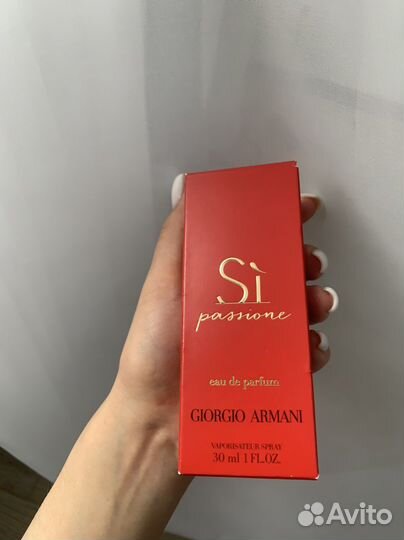 Sì
passione
eau de parfum
GIORGIO ARMANI
VAPORISATEUR SPRAY
30 ml 1 FL.OZ.
Avito